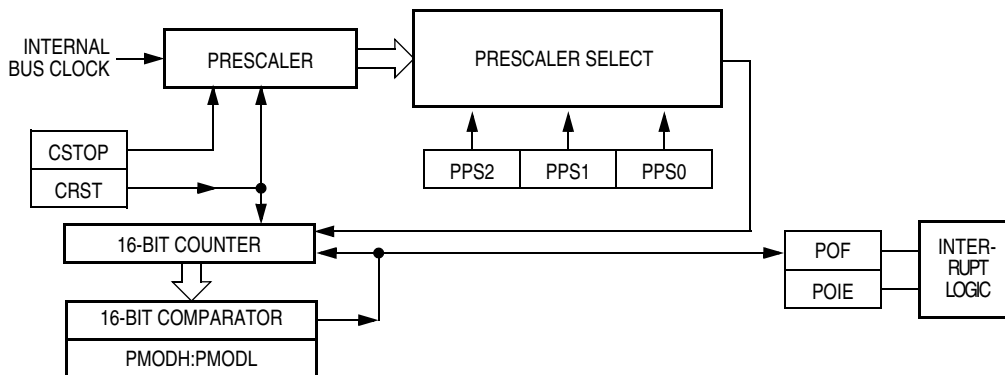 INTERNAL
BUS CLOCK
PRESCALER
PRESCALER SELECT
CSTOP
CRST
PPS2
PPS1
PPS0
16-BIT COUNTER
POF
POIE
INTER-
RUPT
LOGIC
16-BIT COMPARATOR
PMODH:PMODL